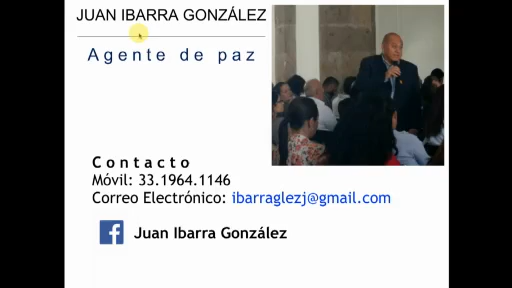 JUAN IBARRA GONZÁLEZ
Agente de paz
Contacto
Móvil: 33.1964.1146
Correo Electrónico: ibarraglezj@gmail.com
Juan Ibarra González